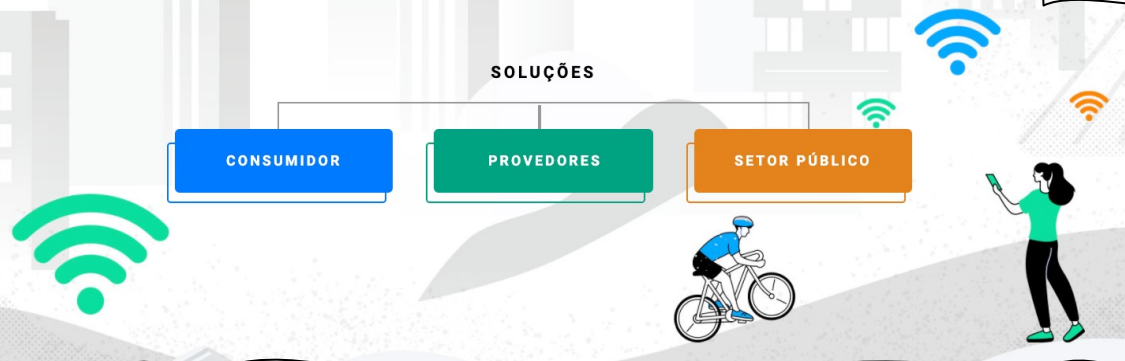 SOLUÇÕES
CONSUMIDOR
PROVEDORES
SETOR PÚBLICO